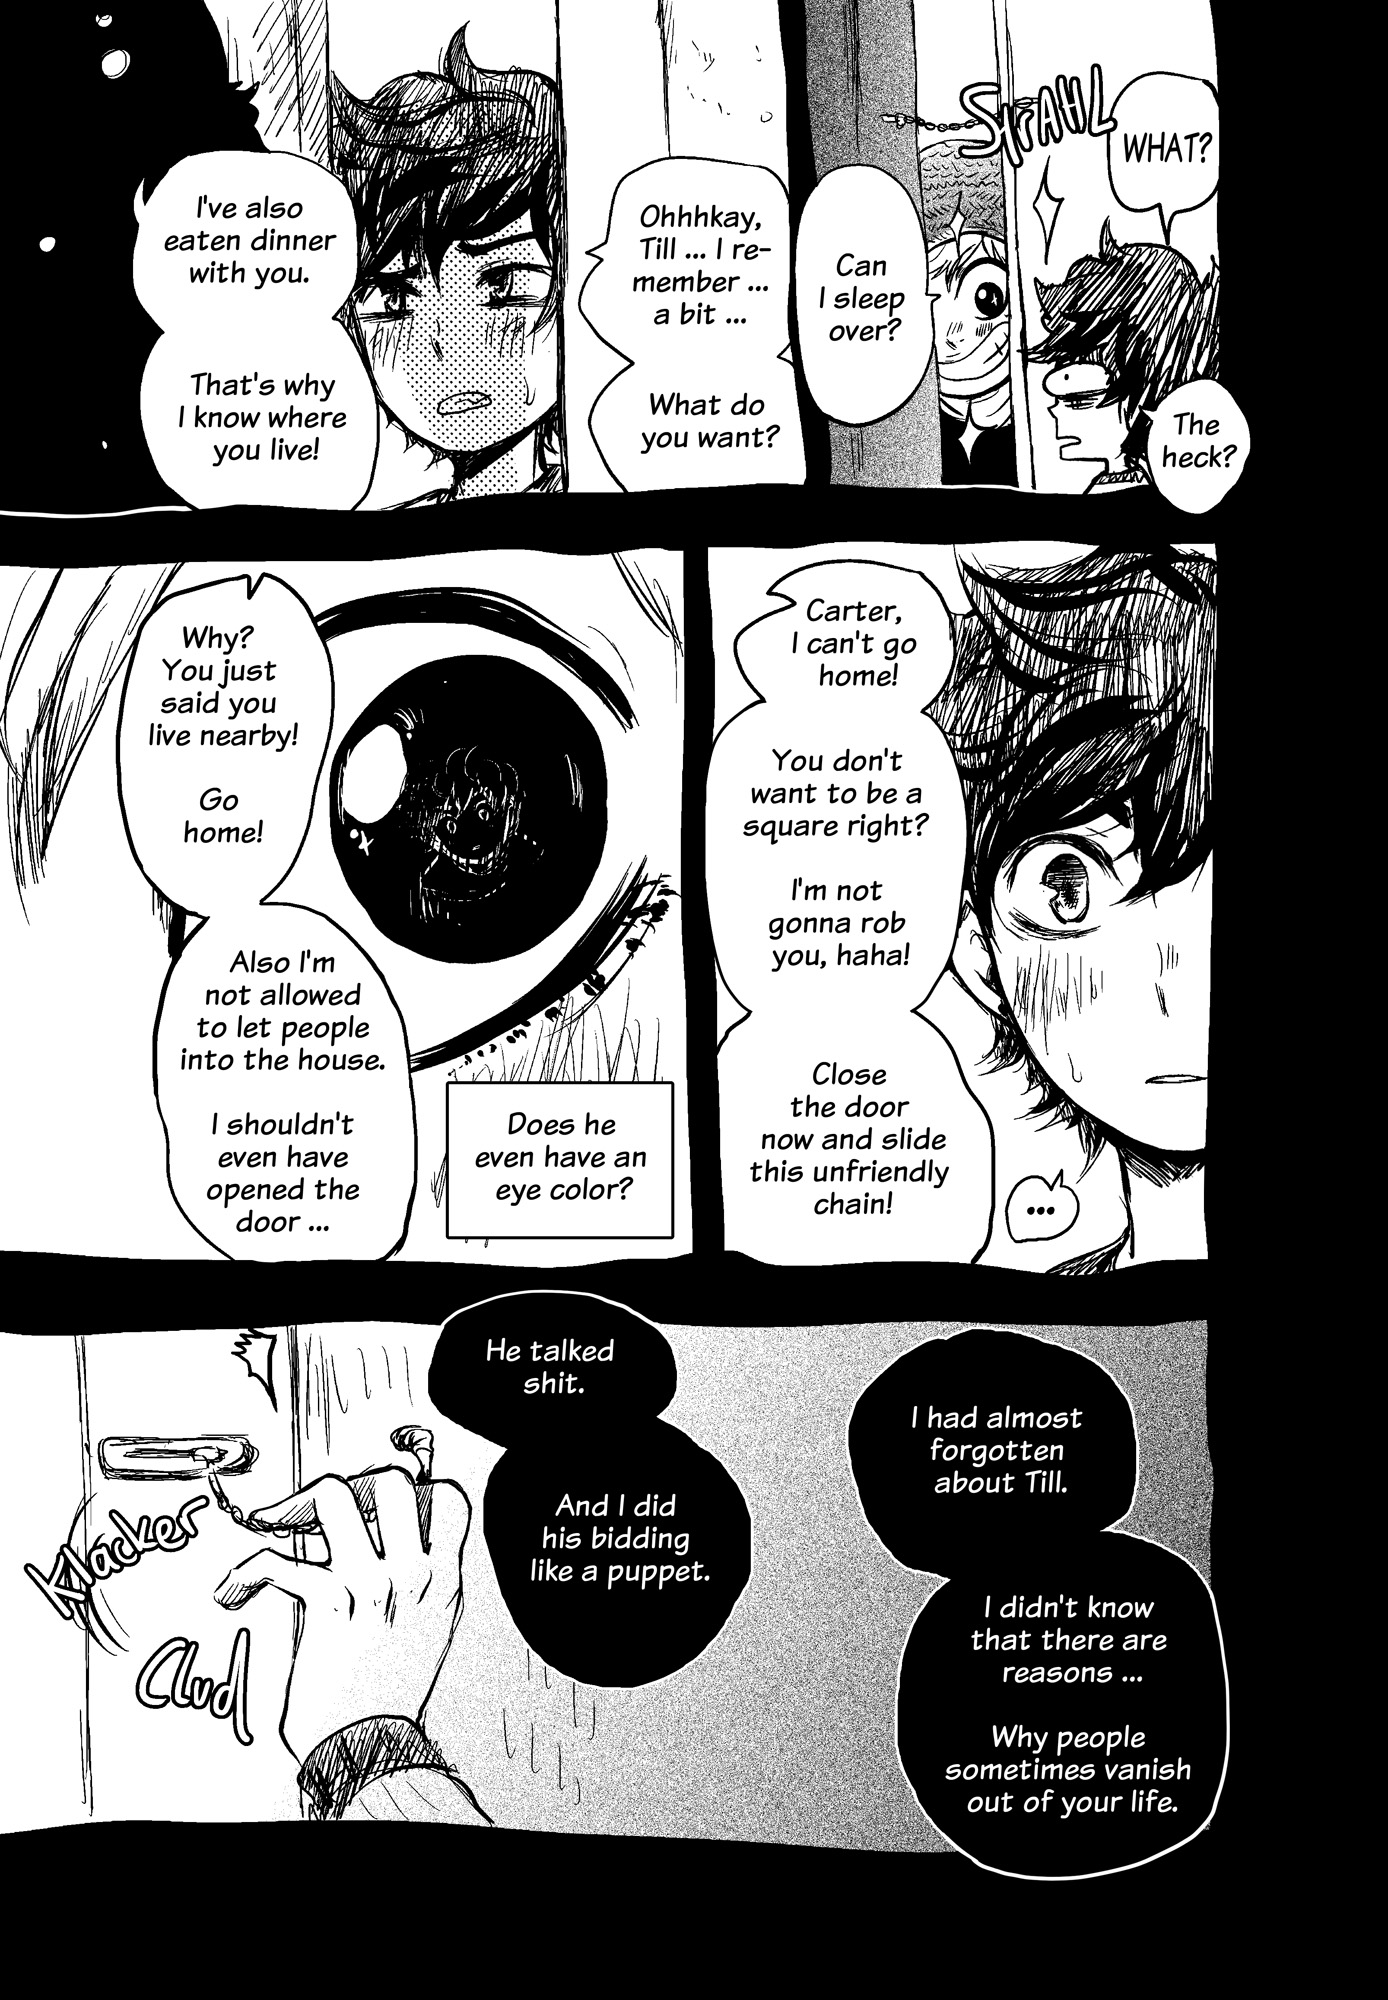 I've also
eaten dinner
with you.
That's why
I know where
you live!
Ohhhkay,
Till ... I re-
member ...
a bit ...
What do
you want?
Can
I sleep
over?
StrAHL
WHAT?
The
heck?
Why?
You just
said you
live nearby!
Go
home!
Also I'm
not allowed
to let people
into the house.
I shouldn't
even have
opened the
door ...
Does he
even have an
eye color?
Carter,
I can't go
home!
You don't
want to be a
square right?
I'm not
gonna rob
you, haha!
Close
the door
now and slide
this unfriendly
chain!
...
Klacker
Clud
He talked
shit.
And I did
his bidding
like a puppet.
I had almost
forgotten
about Till.
I didn't know
that there are
reasons ...
Why people
sometimes vanish
out of your life.